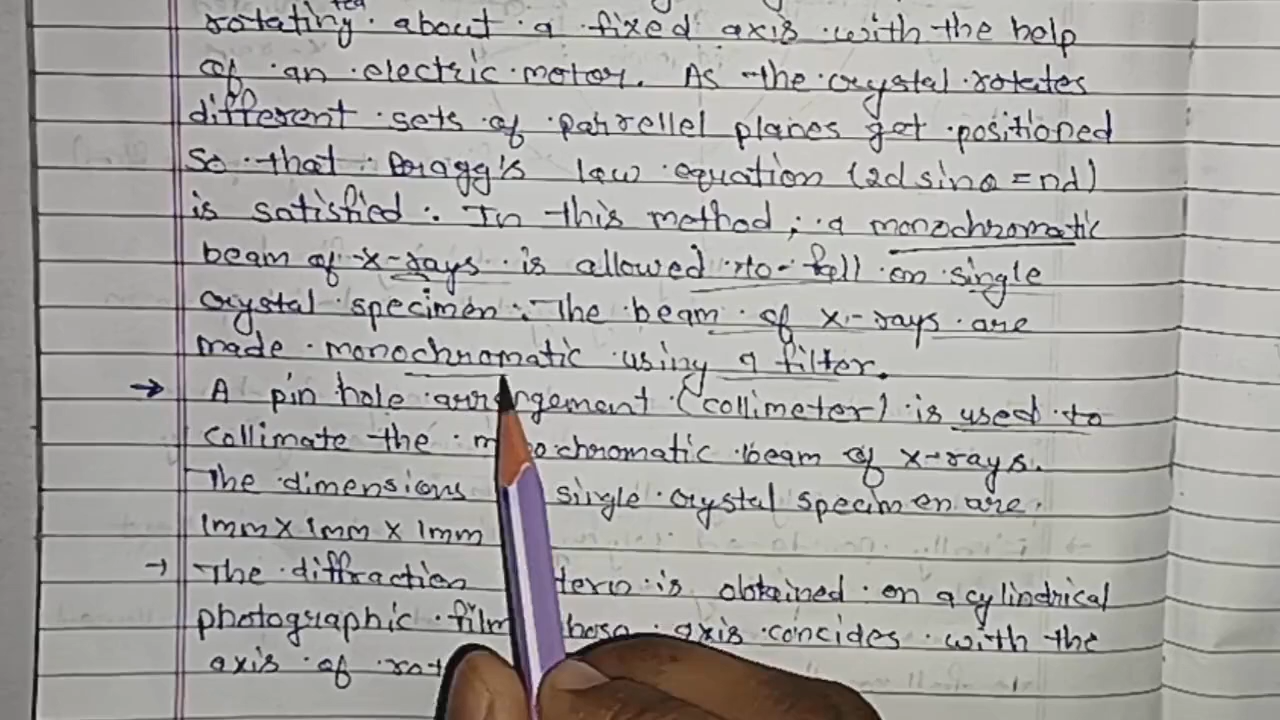 rotating about a fixed axis with the help
of an electric motor. As the crystal rotates
different sets of parrellel planes get positioned
so that Bragg's law equation (2d sinθ = nd)
is satisfied. In this method, a monochromatic
beam of x-rays is allowed to fall on single
crystal specimen. The beam of x-rays are
made monochromatic using a filter.
→ A pin hole arrangement (collimeter) is used to
collimate the monochromatic beam of x-rays.
The dimensions single crystal specimen are.
1mm x 1mm x 1mm
→ The diffraction is obtained on a cylindrical
photographic film axis concides with the
axis of